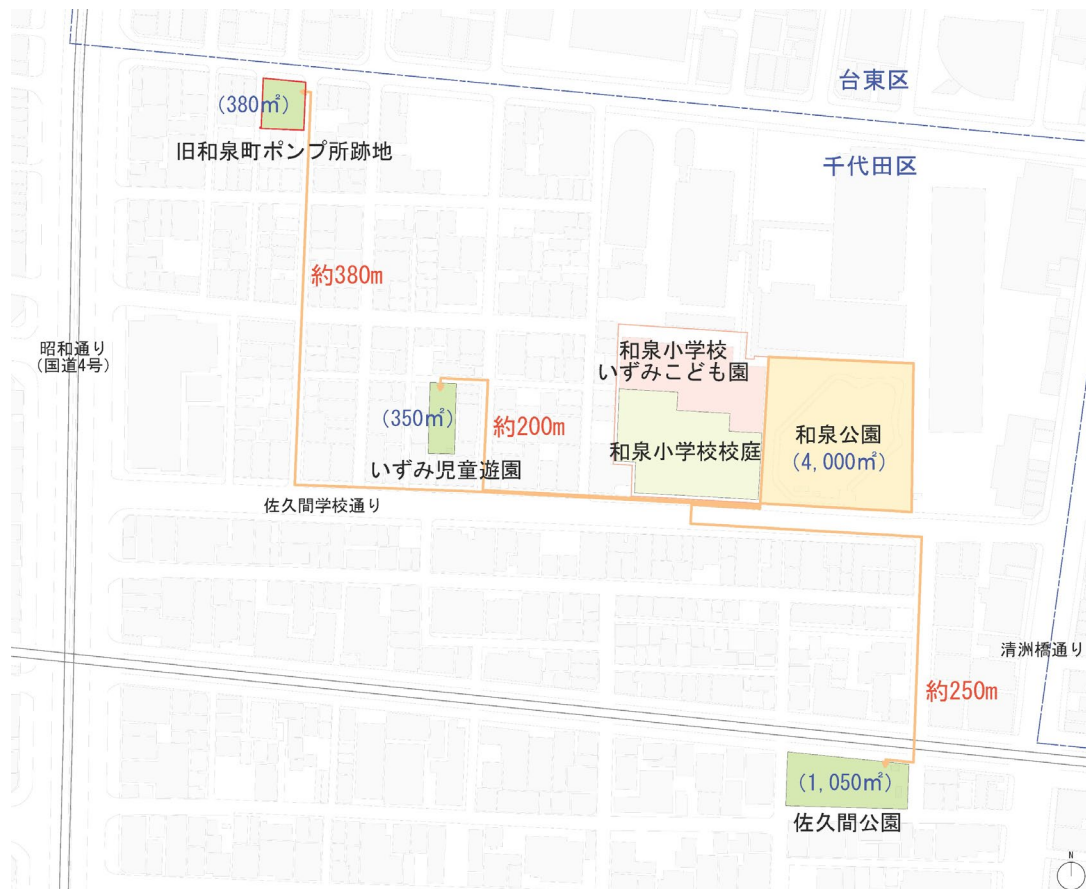 台東区
(380㎡)
旧和泉町ポンプ所跡地
千代田区
約380m
昭和通り
(国道4号)
和泉小学校
いずみこども園
(350㎡)
約200m
いずみ児童遊園
和泉小学校校庭
和泉公園
(4,000㎡)
佐久間学校通り
清洲橋通り
約250m
(1,050㎡)
佐久間公園
N